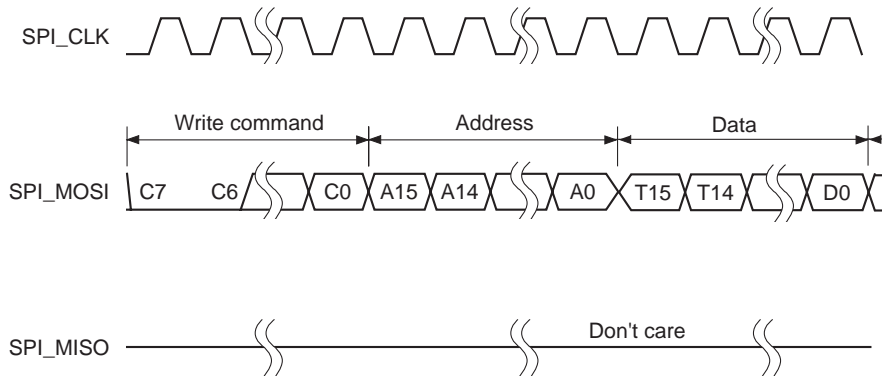 SPI_CLK
Write command Address Data
SPI_MOSI C7 C6 C0 A15 A14 A0 T15 T14 D0
Don't care
SPI_MISO